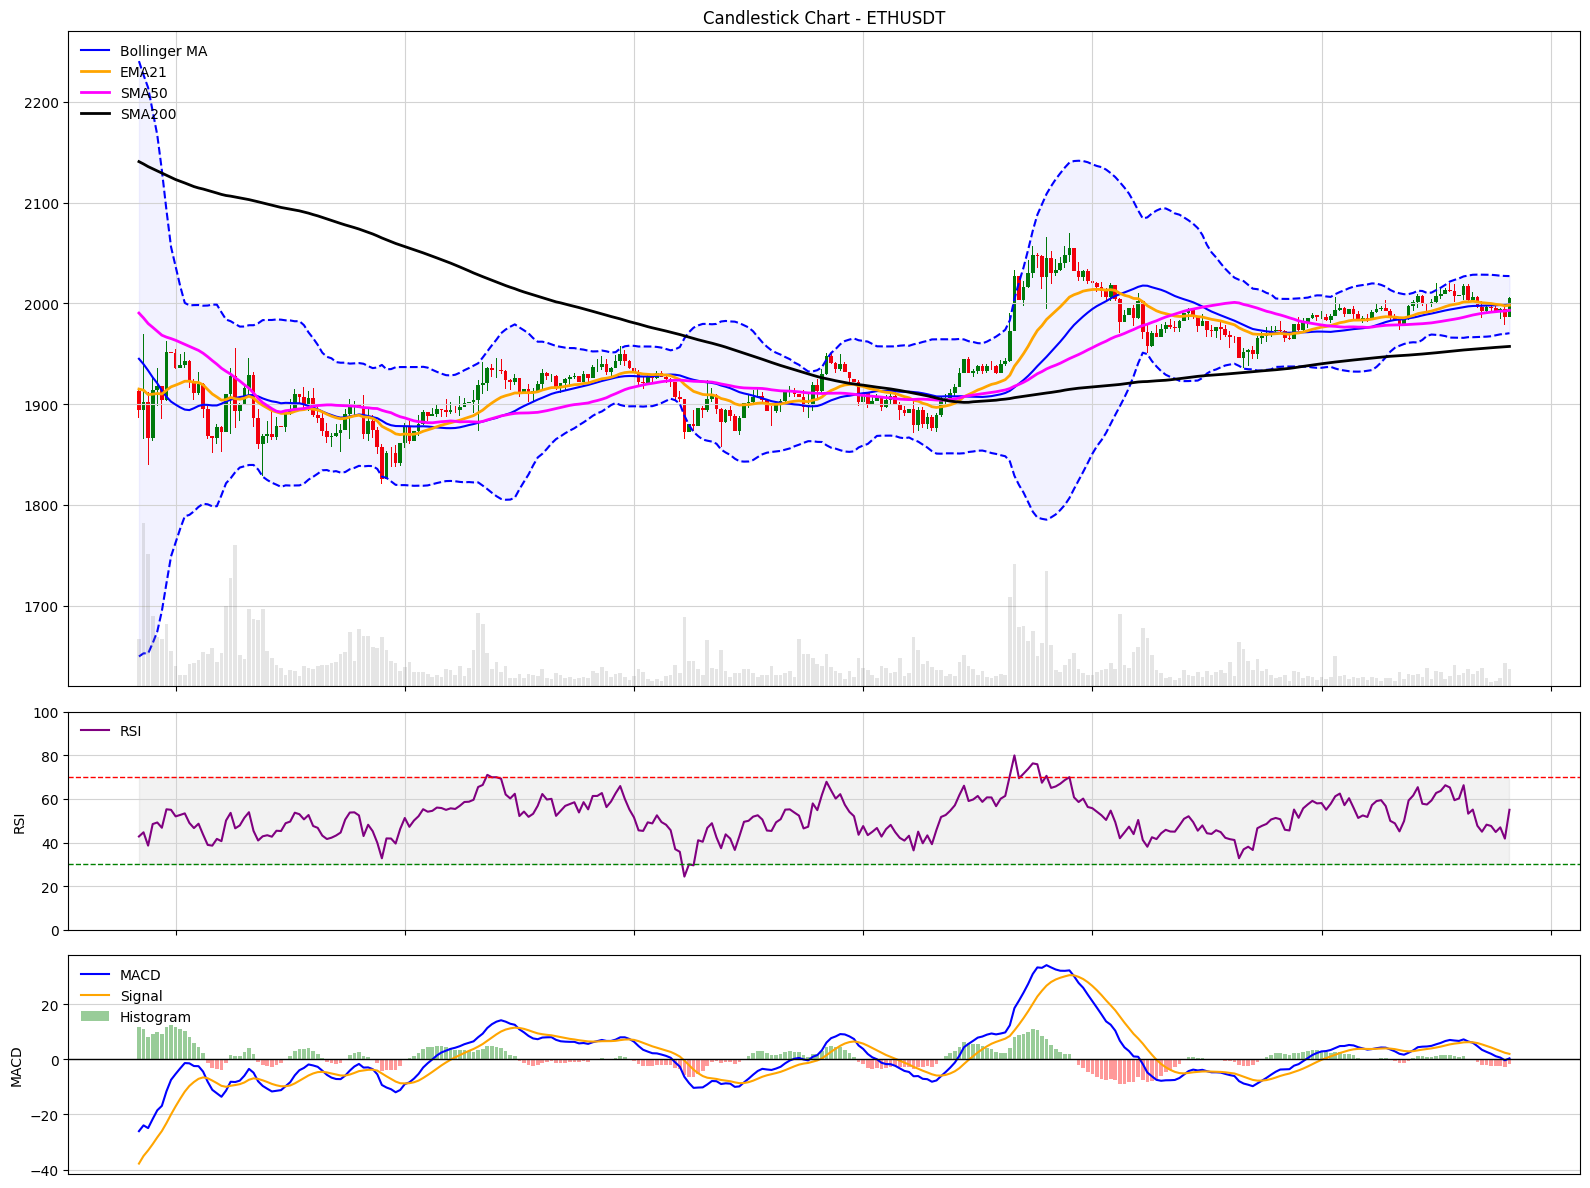 Candlestick Chart - ETHUSDT
Bollinger MA
EMA21
SMA50
SMA200
2200
2100
2000
1900
1800
1700
100
80
60
40
20
0
RSI
RSI
20
0
−20
−40
MACD
MACD
Signal
Histogram